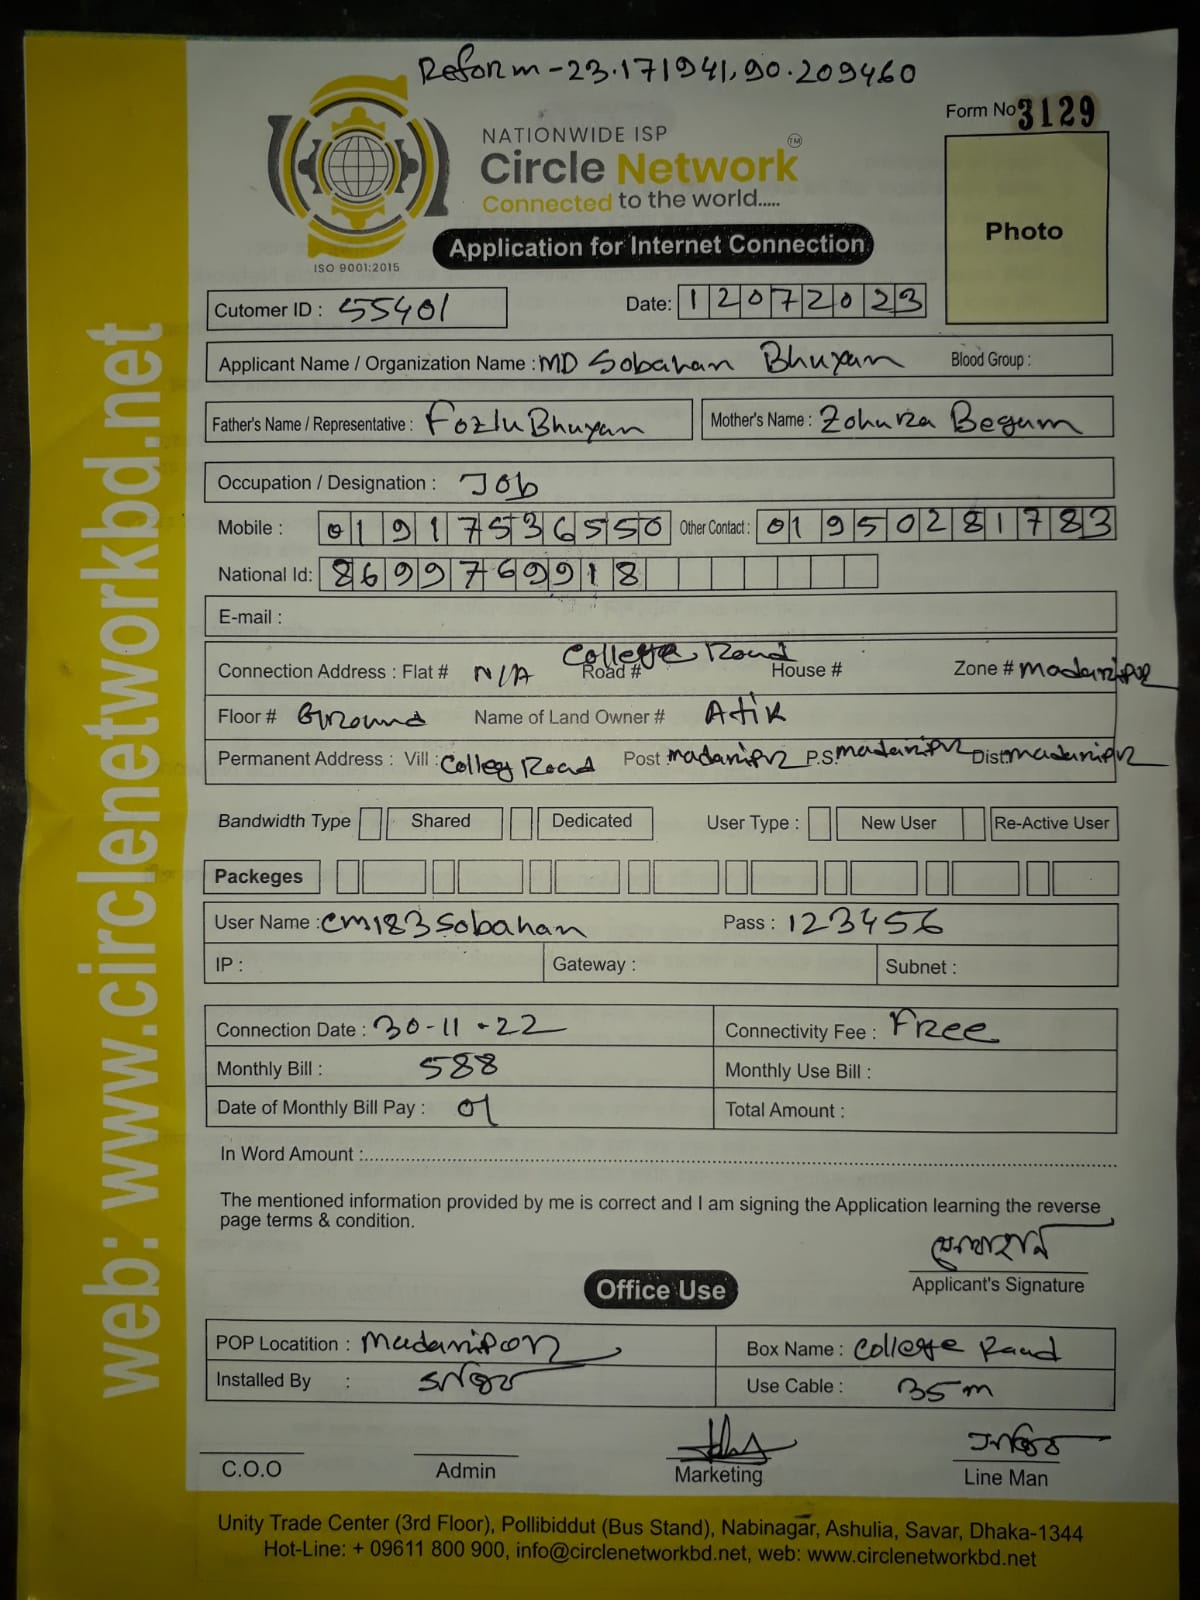 Reform-23.171941,90.209460
Form No 3129
NATIONWIDE ISP
Circle Network TM
Connected to the world.....
ISO 9001:2015
Application for Internet Connection
Photo
Cutomer ID : 55401 Date: 12072023
Applicant Name / Organization Name : MD Sobahan Bhuyan Blood Group :
Father's Name / Representative : Fozlu Bhuyan Mother's Name : Zohura Begum
Occupation / Designation : Job
Mobile : 01917536550 Other Contact : 01950281783
National Id: 8699769918
E-mail :
Connection Address : Flat # N/A Road # College Road House # Zone # Madaripur
Floor # Ground Name of Land Owner # Atik
Permanent Address : Vill : Colleg Road Post madaripur P.S. madaripur Dist: madaripur
Bandwidth Type Shared Dedicated User Type : New User Re-Active User
Packeges
User Name : cm183sobahan Pass : 123456
IP : Gateway : Subnet :
Connection Date : 30-11-22 Connectivity Fee : Free
Monthly Bill : 588 Monthly Use Bill :
Date of Monthly Bill Pay : 01 Total Amount :
In Word Amount :
The mentioned information provided by me is correct and I am signing the Application learning the reverse
page terms & condition.
Applicant's Signature
Office Use
POP Locatition : Madaripor Box Name : College Raad
Installed By : Use Cable : 35m
C.O.O Admin Marketing Line Man
Unity Trade Center (3rd Floor), Pollibiddut (Bus Stand), Nabinagar, Ashulia, Savar, Dhaka-1344
Hot-Line: + 09611 800 900, info@circlenetworkbd.net, web: www.circlenetworkbd.net
web: www.circlenetworkbd.net